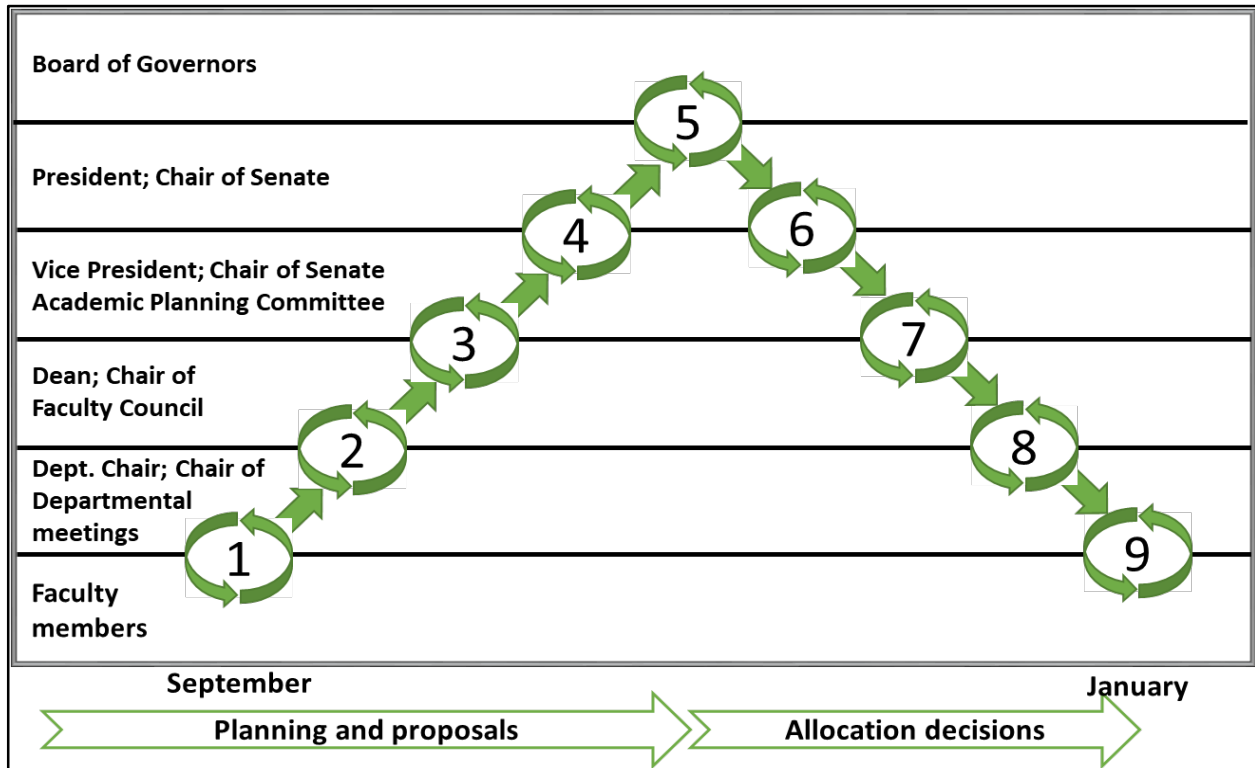 Board of Governors
5
President; Chair of Senate
4
6
Vice President; Chair of Senate
Academic Planning Committee
3
7
Dean; Chair of
Faculty Council
2
8
Dept. Chair; Chair of
Departmental
meetings
1
9
Faculty
members
September
January
Planning and proposals
Allocation decisions